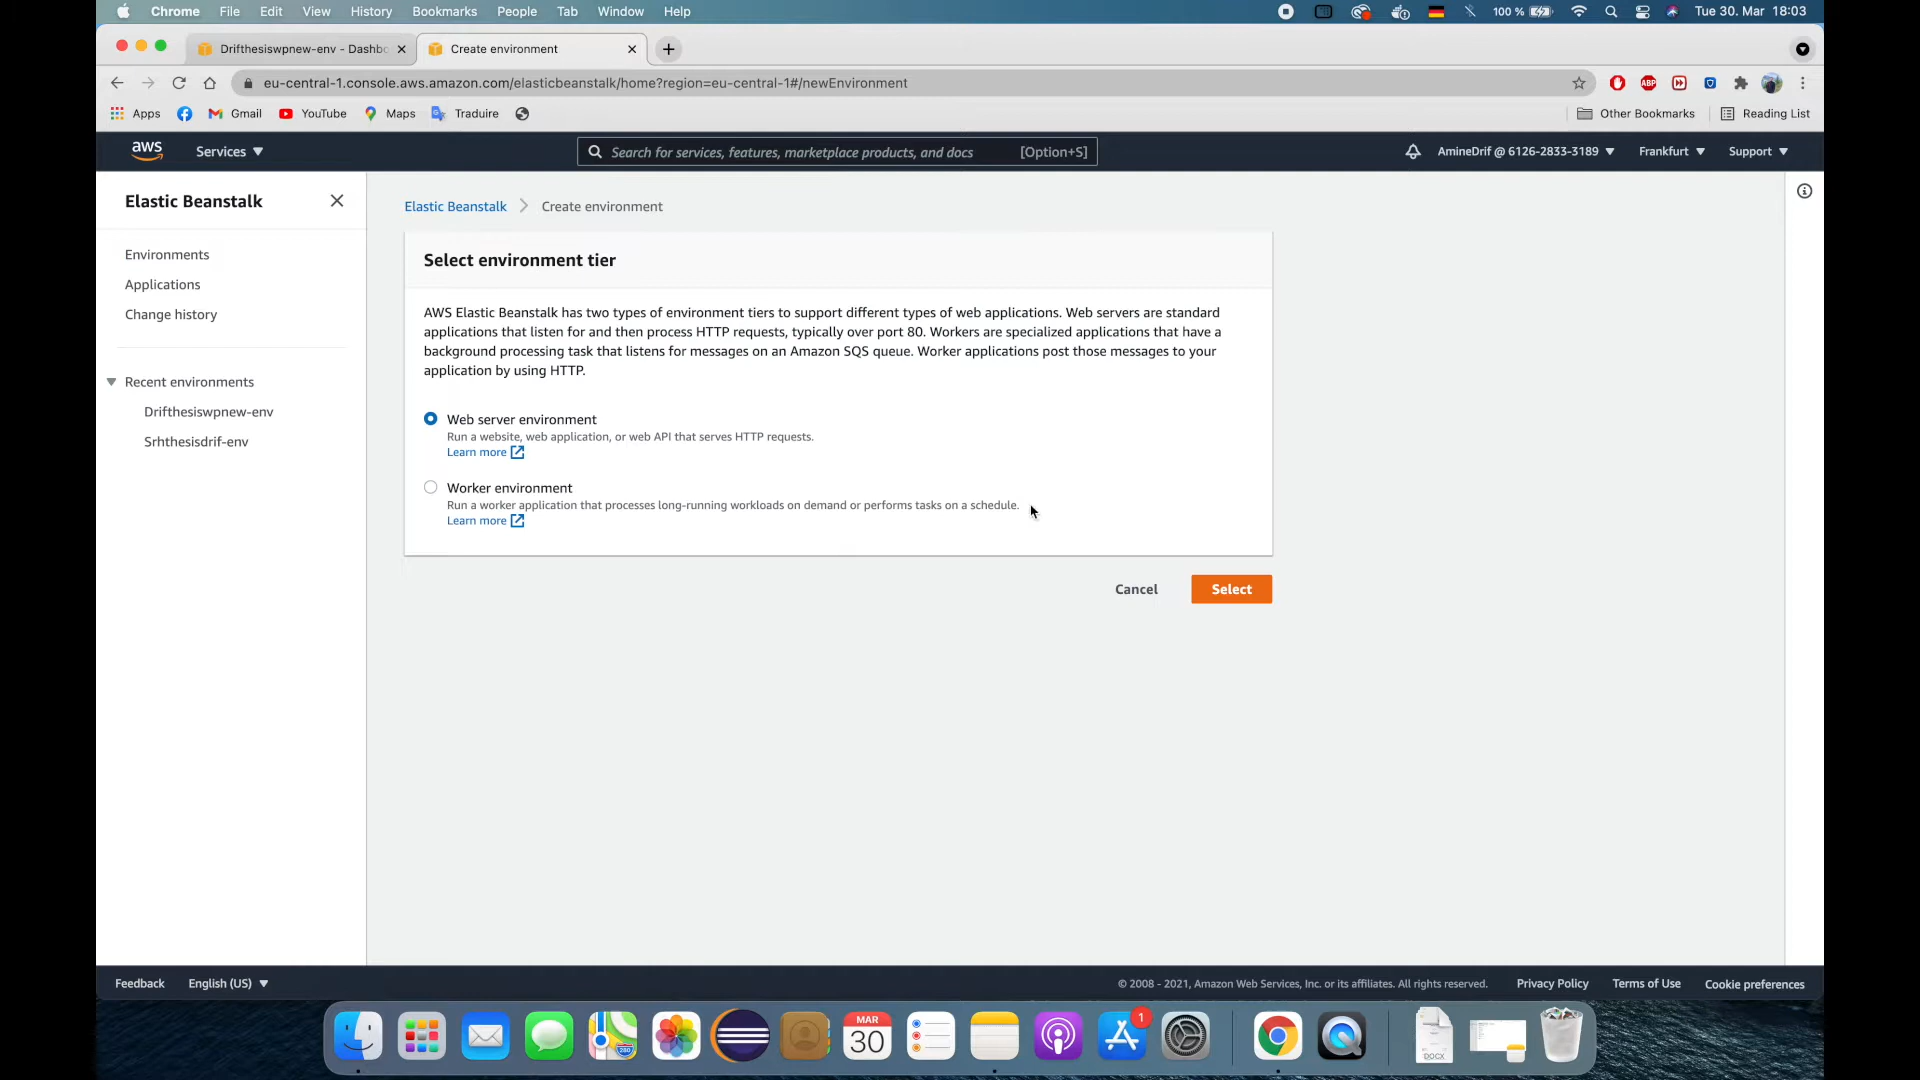 Chrome File Edit View History Bookmarks People Tab Window Help 100 % Tue 30. Mar 18:03
Drifthesiswpnew-env - Dashbo Create environment
eu-central-1.console.aws.amazon.com/elasticbeanstalk/home?region=eu-central-1#/newEnvironment ABP
Apps Gmail YouTube Maps Traduire Other Bookmarks Reading List
aws Services Search for services, features, marketplace products, and docs [Option+S] AmineDrif @ 6126-2833-3189 Frankfurt Support
Elastic Beanstalk
Environments
Applications
Change history
Recent environments
Drifthesiswpnew-env
Srhthesisdrif-env
Elastic Beanstalk Create environment
Select environment tier
AWS Elastic Beanstalk has two types of environment tiers to support different types of web applications. Web servers are standard
applications that listen for and then process HTTP requests, typically over port 80. Workers are specialized applications that have a
background processing task that listens for messages on an Amazon SQS queue. Worker applications post those messages to your
application by using HTTP.
Web server environment
Run a website, web application, or web API that serves HTTP requests.
Learn more
Worker environment
Run a worker application that processes long-running workloads on demand or performs tasks on a schedule.
Learn more
Cancel Select
Feedback English (US) © 2008 - 2021, Amazon Web Services, Inc. or its affiliates. All rights reserved. Privacy Policy Terms of Use Cookie preferences
280
MAR
30
1
DOCX